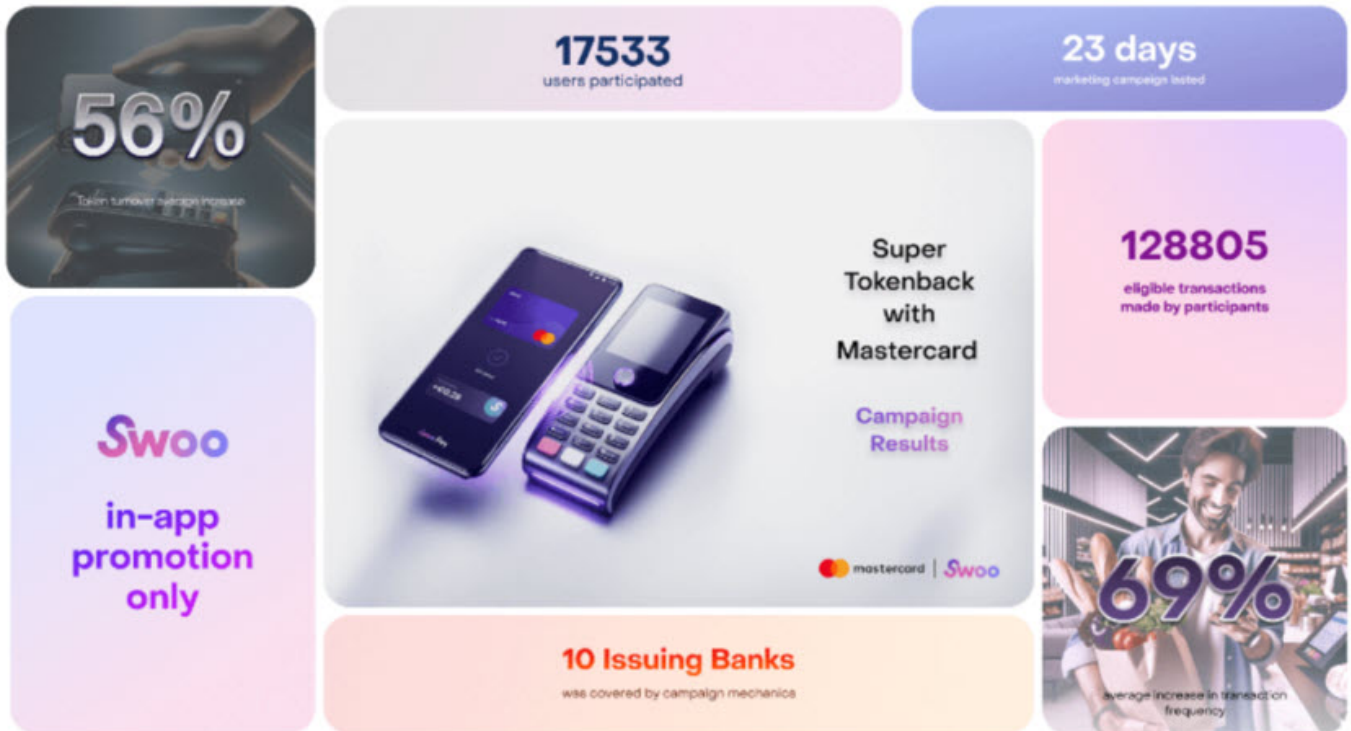 56%
Token turnover average increase
17533
users participated
23 days
marketing campaign lasted
Super
Tokenback
with
Mastercard
Campaign
Results
mastercard | Swoo
128805
eligible transactions
made by participants
Swoo
in-app
promotion
only
10 Issuing Banks
was covered by campaign mechanics
69%
average increase in transaction
frequency